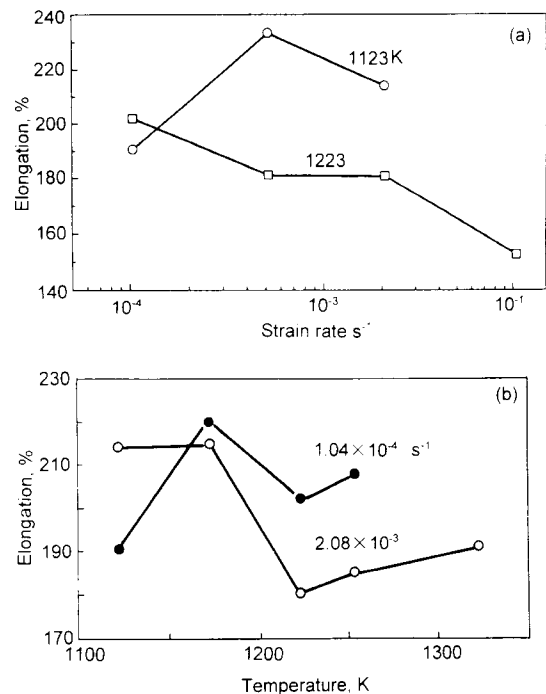 (a)
240
220
200
180
160
140
Elongation, %
1123K
1223
10⁻⁴
10⁻³
10⁻¹
Strain rate s⁻¹
(b)
230
210
190
170
Elongation, %
1.04×10⁻⁴ s⁻¹
2.08×10⁻³
1100
1200
1300
Temperature, K